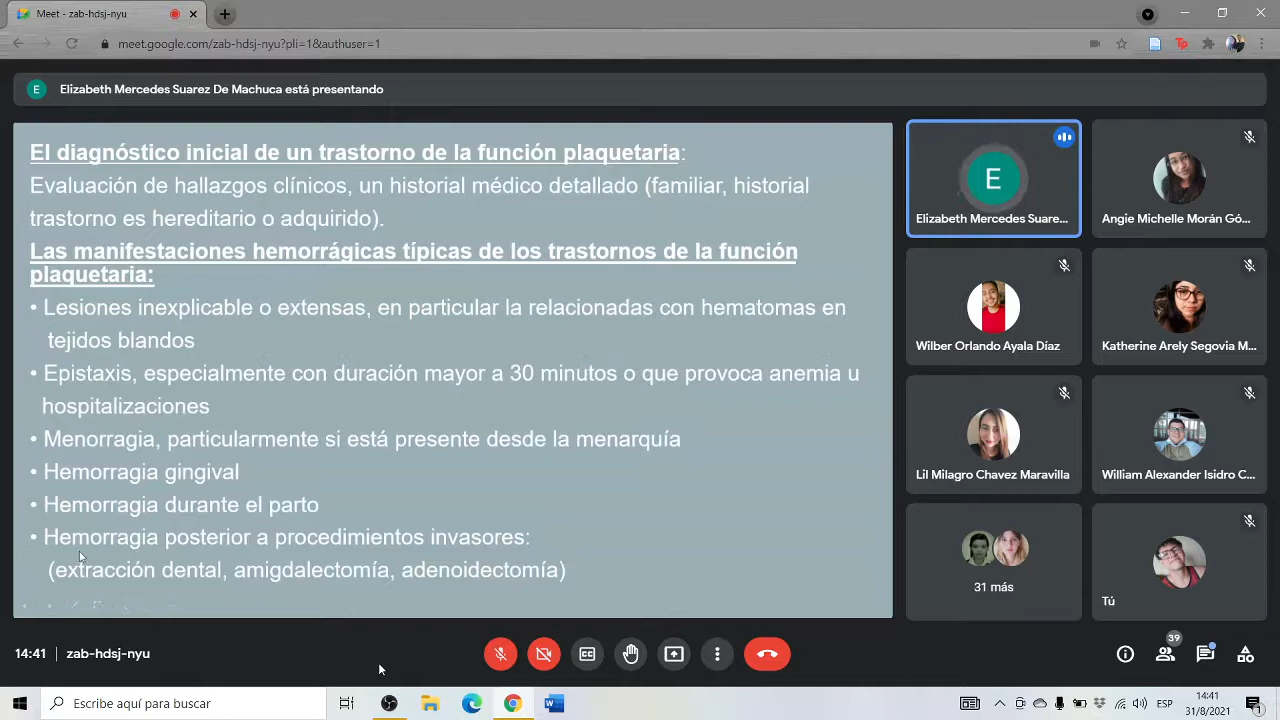 Meet - zab-hdsj-nyu
meet.google.com/zab-hdsj-nyu?pli=1&authuser=1
E
Elizabeth Mercedes Suarez De Machuca está presentando
El diagnóstico inicial de un trastorno de la función plaquetaria:
Evaluación de hallazgos clínicos, un historial médico detallado (familiar, historial
trastorno es hereditario o adquirido).
Las manifestaciones hemorrágicas típicas de los trastornos de la función
plaquetaria:
• Lesiones inexplicable o extensas, en particular la relacionadas con hematomas en
tejidos blandos
• Epistaxis, especialmente con duración mayor a 30 minutos o que provoca anemia u
hospitalizaciones
• Menorragia, particularmente si está presente desde la menarquía
• Hemorragia gingival
• Hemorragia durante el parto
• Hemorragia posterior a procedimientos invasores:
(extracción dental, amigdalectomía, adenoidectomía)
E
Elizabeth Mercedes Suare...
Angie Michelle Morán Gó...
Wilber Orlando Ayala Díaz
Katherine Arely Segovia M...
Lil Milagro Chavez Maravilla
William Alexander Isidro C...
31 más
Tú
14:41 | zab-hdsj-nyu
39
Escribe aquí para buscar
Tp
W
ESP
14:41
31/8/2021
1